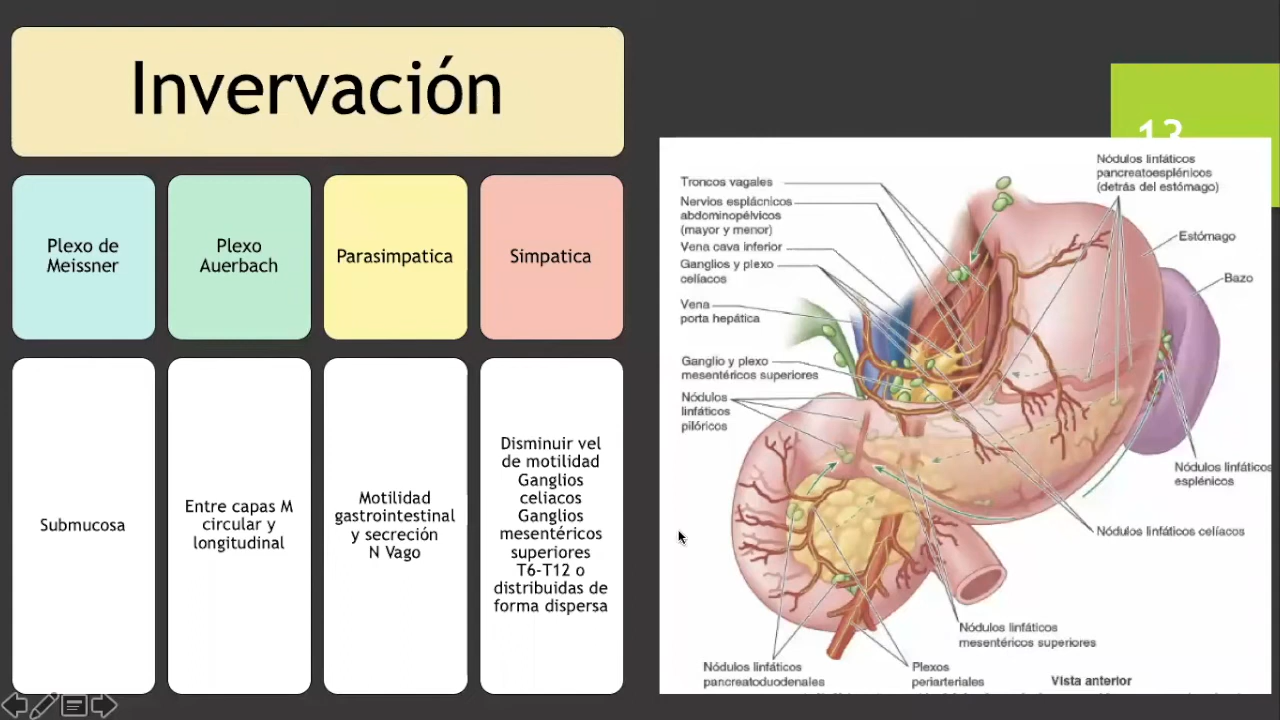 Invervación
Plexo de
Meissner
Plexo
Auerbach
Parasimpatica
Simpatica
Submucosa
Entre capas M
circular y
longitudinal
Motilidad
gastrointestinal
y secreción
N Vago
Disminuir vel
de motilidad
Ganglios
celiacos
Ganglios
mesentéricos
superiores
T6-T12 o
distribuidas de
forma dispersa
13
Troncos vagales
Nervios esplácnicos
abdominopélvicos
(mayor y menor)
Vena cava inferior
Ganglios y plexo
celíacos
Vena
porta hepática
Ganglio y plexo
mesentéricos superiores
Nódulos
linfáticos
pilóricos
Nódulos linfáticos
pancreatoesplénicos
(detrás del estómago)
Estómago
Bazo
Nódulos linfáticos
esplénicos
Nódulos linfáticos celíacos
Nódulos linfáticos
mesentéricos superiores
Nódulos linfáticos
pancreatoduodenales
Plexos
periarteriales
Vista anterior